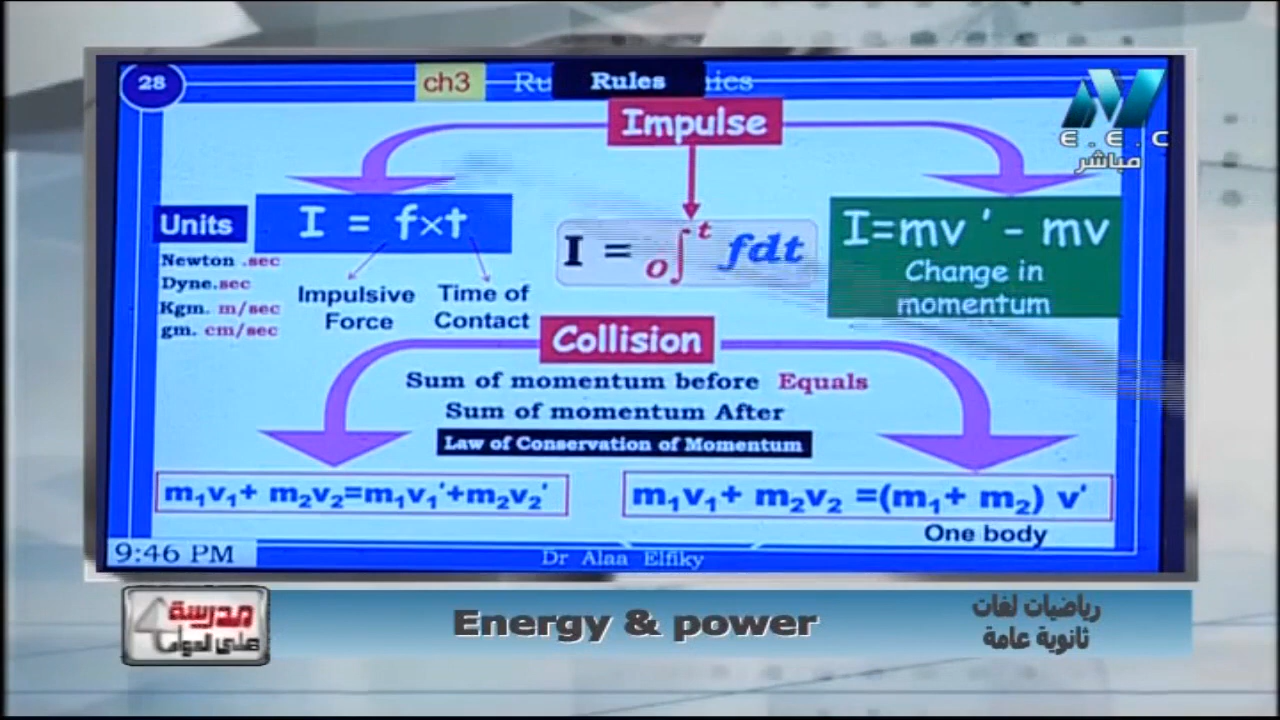 28
ch3
Rules
Impulse
E . E . C
مباشر
Units
Newton .sec
Dyne.sec
Kgm. m/sec
gm. cm/sec
I = f×t
Impulsive Force
Time of Contact
I = ₀∫ᵗ fdt
I=mv' - mv
Change in
momentum
Collision
Sum of momentum before Equals
Sum of momentum After
Law of Conservation of Momentum
m₁v₁+ m₂v₂=m₁v₁'+m₂v₂'
m₁v₁+ m₂v₂ =(m₁+ m₂) v'
One body
9:46 PM
Dr Alaa Elfiky
مدرسة
على الهواء
Energy & power
رياضيات لغات
ثانوية عامة